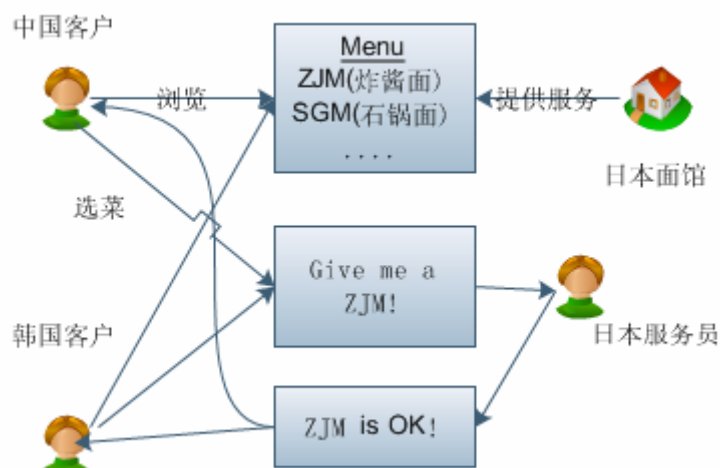 中国客户
Menu
ZJM(炸酱面)
SGM(石锅面)
....
浏览
提供服务
日本面馆
选菜
Give me a
ZJM!
韩国客户
日本服务员
ZJM is OK!